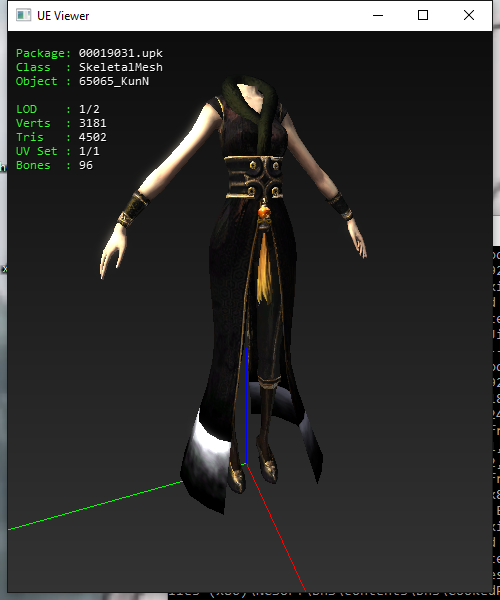 UE Viewer
Package: 00019031.upk
Class : SkeletalMesh
Object : 65065_KunN
LOD : 1/2
Verts : 3181
Tris : 4502
UV Set : 1/1
Bones : 96